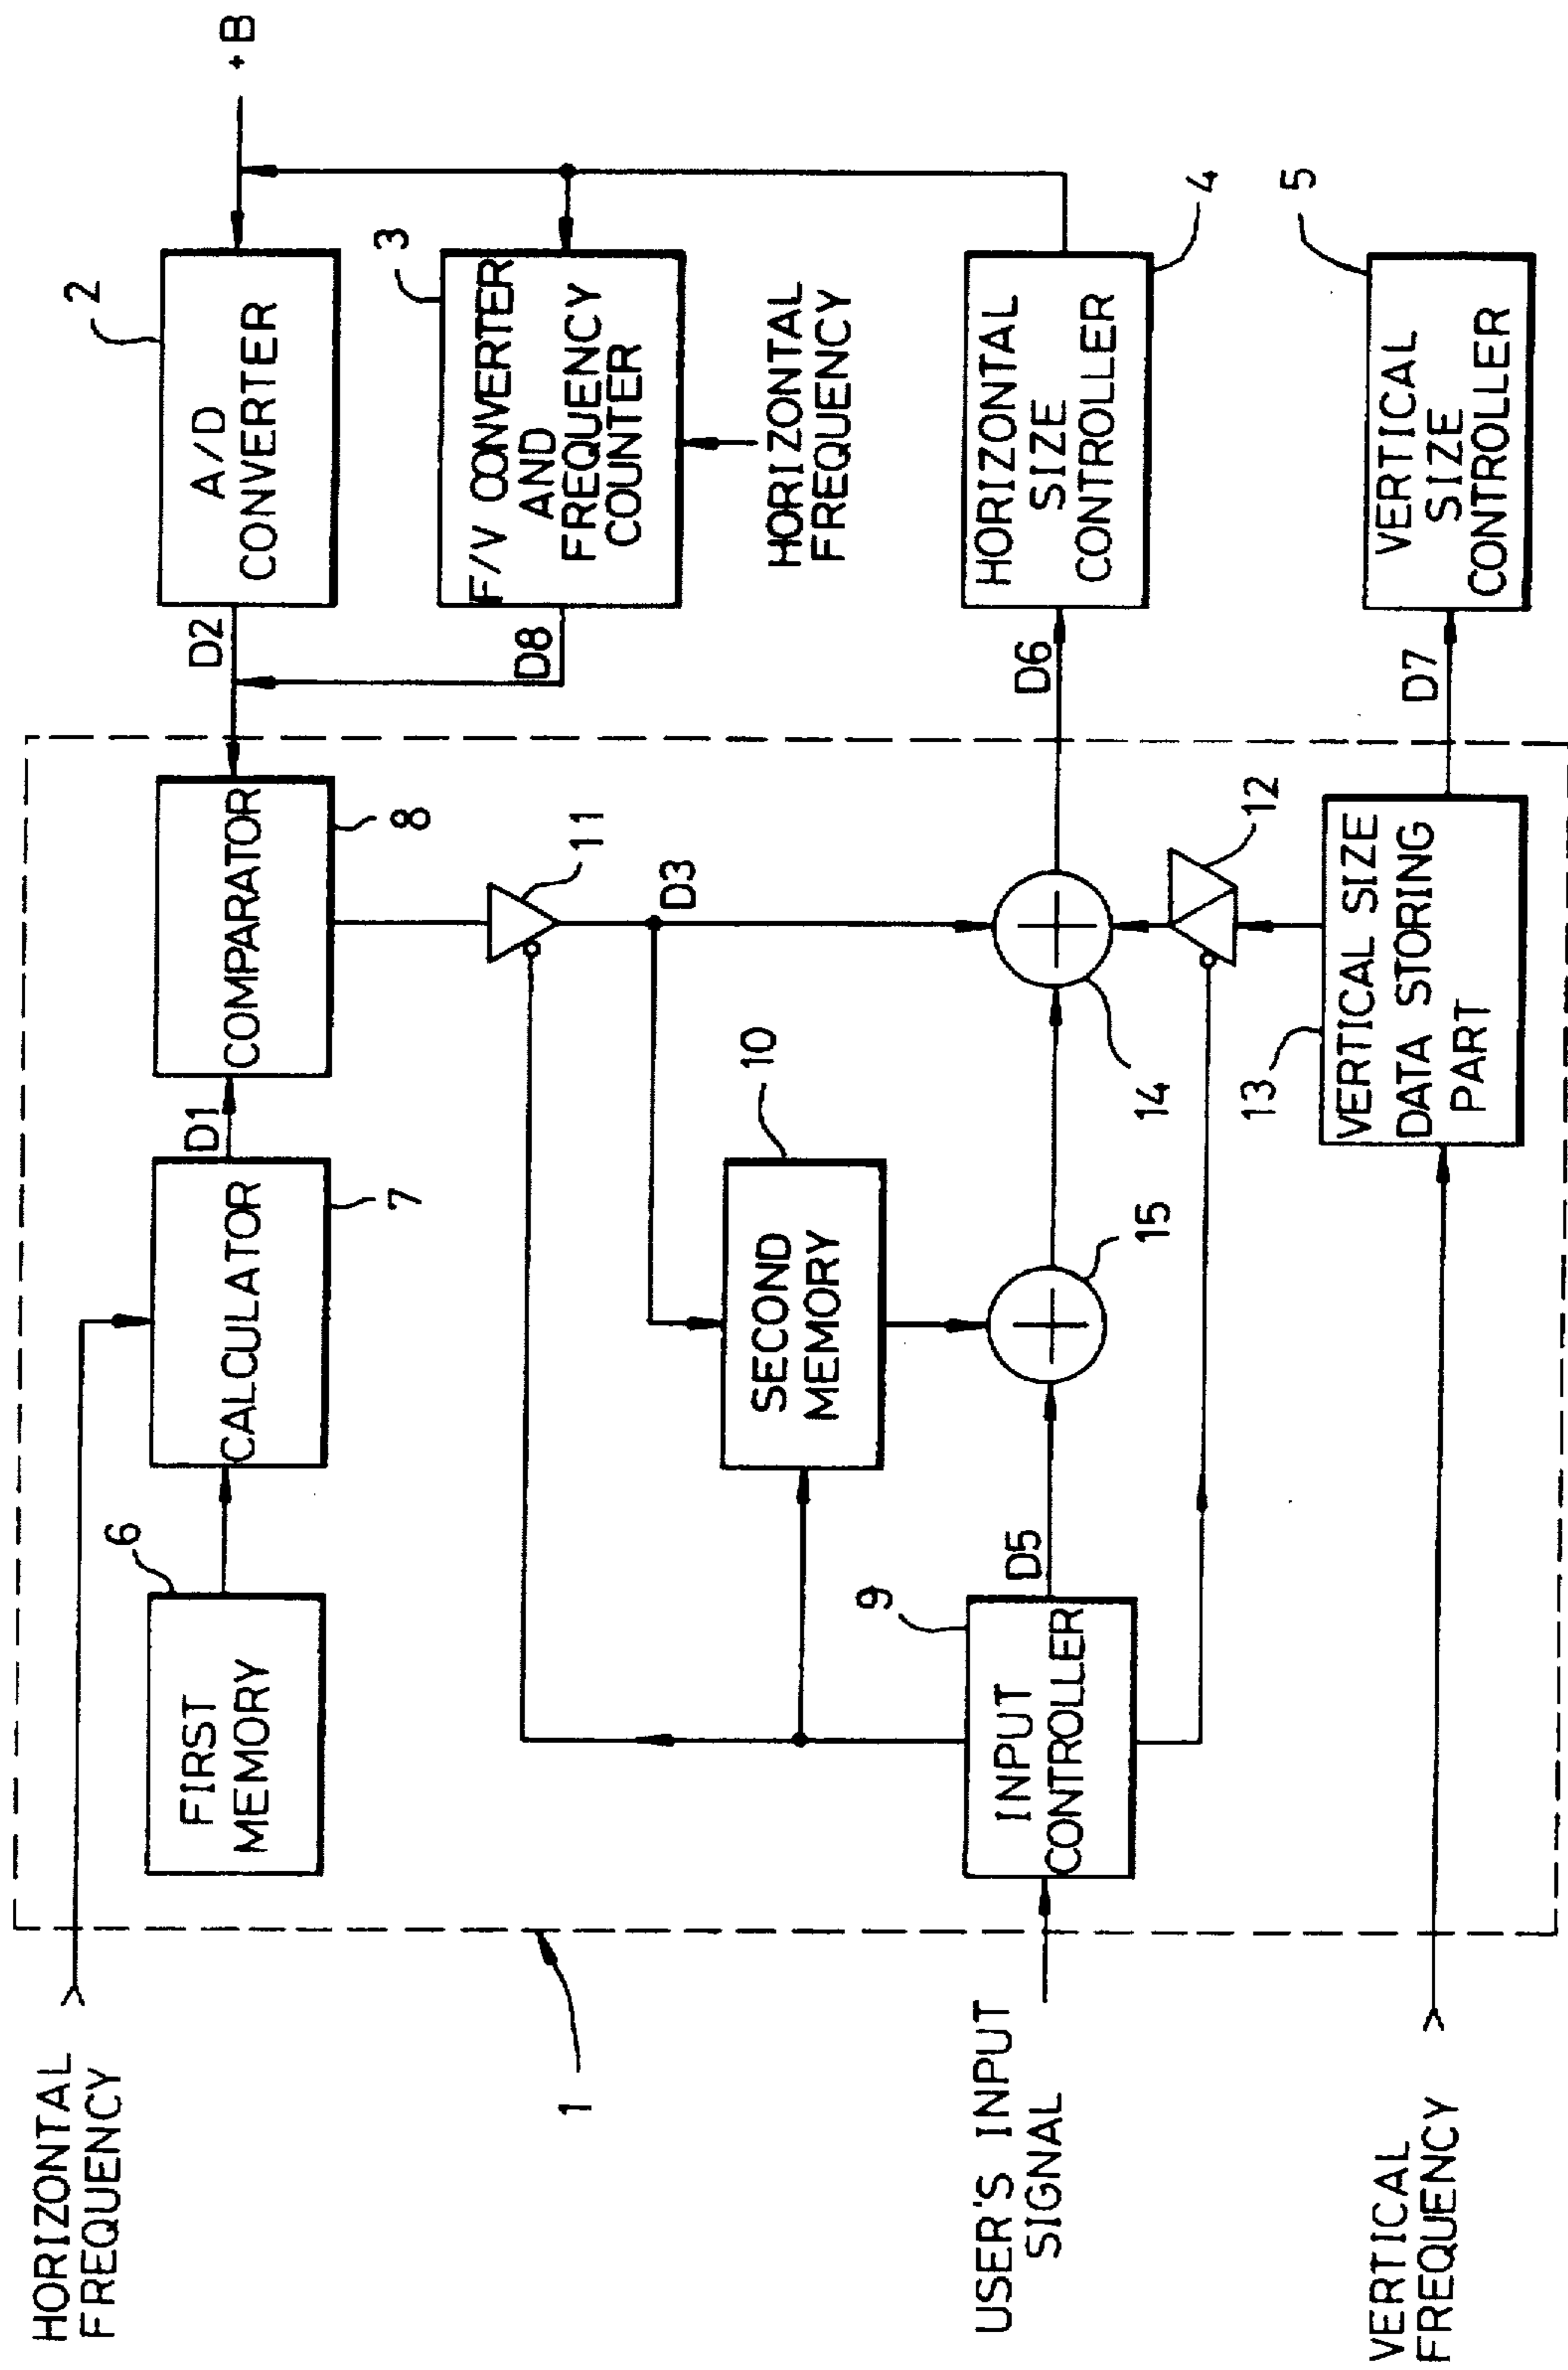 HORIZONTAL
FREQUENCY
6
FIRST
MEMORY
CALCULATOR
7
D1
COMPARATOR
8
D2
2
A/D
CONVERTER
+B
D8
3
F/V CONVERTER
AND
FREQUENCY
COUNTER
HORIZONTAL
FREQUENCY
11
D3
10
SECOND
MEMORY
1
USER'S INPUT
SIGNAL
9
INPUT
CONTROLLER
D5
15
14
D6
HORIZONTAL
SIZE
CONTROLLER
4
12
VERTICAL
FREQUENCY
13
VERTICAL SIZE
DATA STORING
PART
D7
5
VERTICAL
SIZE
CONTROLLER